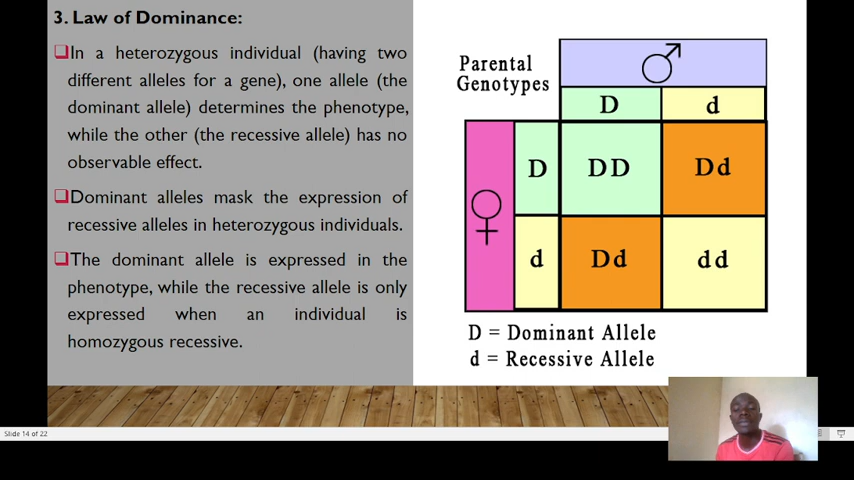 3. Law of Dominance:
❑In a heterozygous individual (having two
different alleles for a gene), one allele (the
dominant allele) determines the phenotype,
while the other (the recessive allele) has no
observable effect.
❑Dominant alleles mask the expression of
recessive alleles in heterozygous individuals.
❑The dominant allele is expressed in the
phenotype, while the recessive allele is only
expressed when an individual is
homozygous recessive.
Parental
Genotypes
♂
D d
♀
D DD Dd
d Dd dd
D = Dominant Allele
d = Recessive Allele
Slide 14 of 22